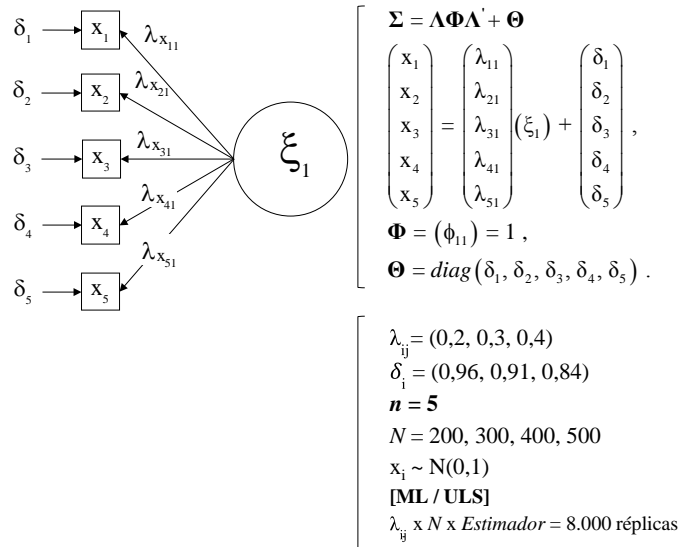 δ₁ x₁ λx₁₁
δ₂ x₂ λx₂₁
δ₃ x₃ λx₃₁
ξ₁
δ₄ x₄ λx₄₁
δ₅ x₅ λx₅₁
Σ = ΛΦΛ' + Θ
(x₁ x₂ x₃ x₄ x₅) = (λ₁₁ λ₂₁ λ₃₁ λ₄₁ λ₅₁) (ξ₁) + (δ₁ δ₂ δ₃ δ₄ δ₅) ,
Φ = (ϕ₁₁) = 1 ,
Θ = diag(δ₁, δ₂, δ₃, δ₄, δ₅) .
λᵢⱼ = (0,2, 0,3, 0,4)
δᵢ = (0,96, 0,91, 0,84)
n = 5
N = 200, 300, 400, 500
xᵢ ~ N(0,1)
[ML / ULS]
λᵢⱼ x N x Estimador = 8.000 réplicas